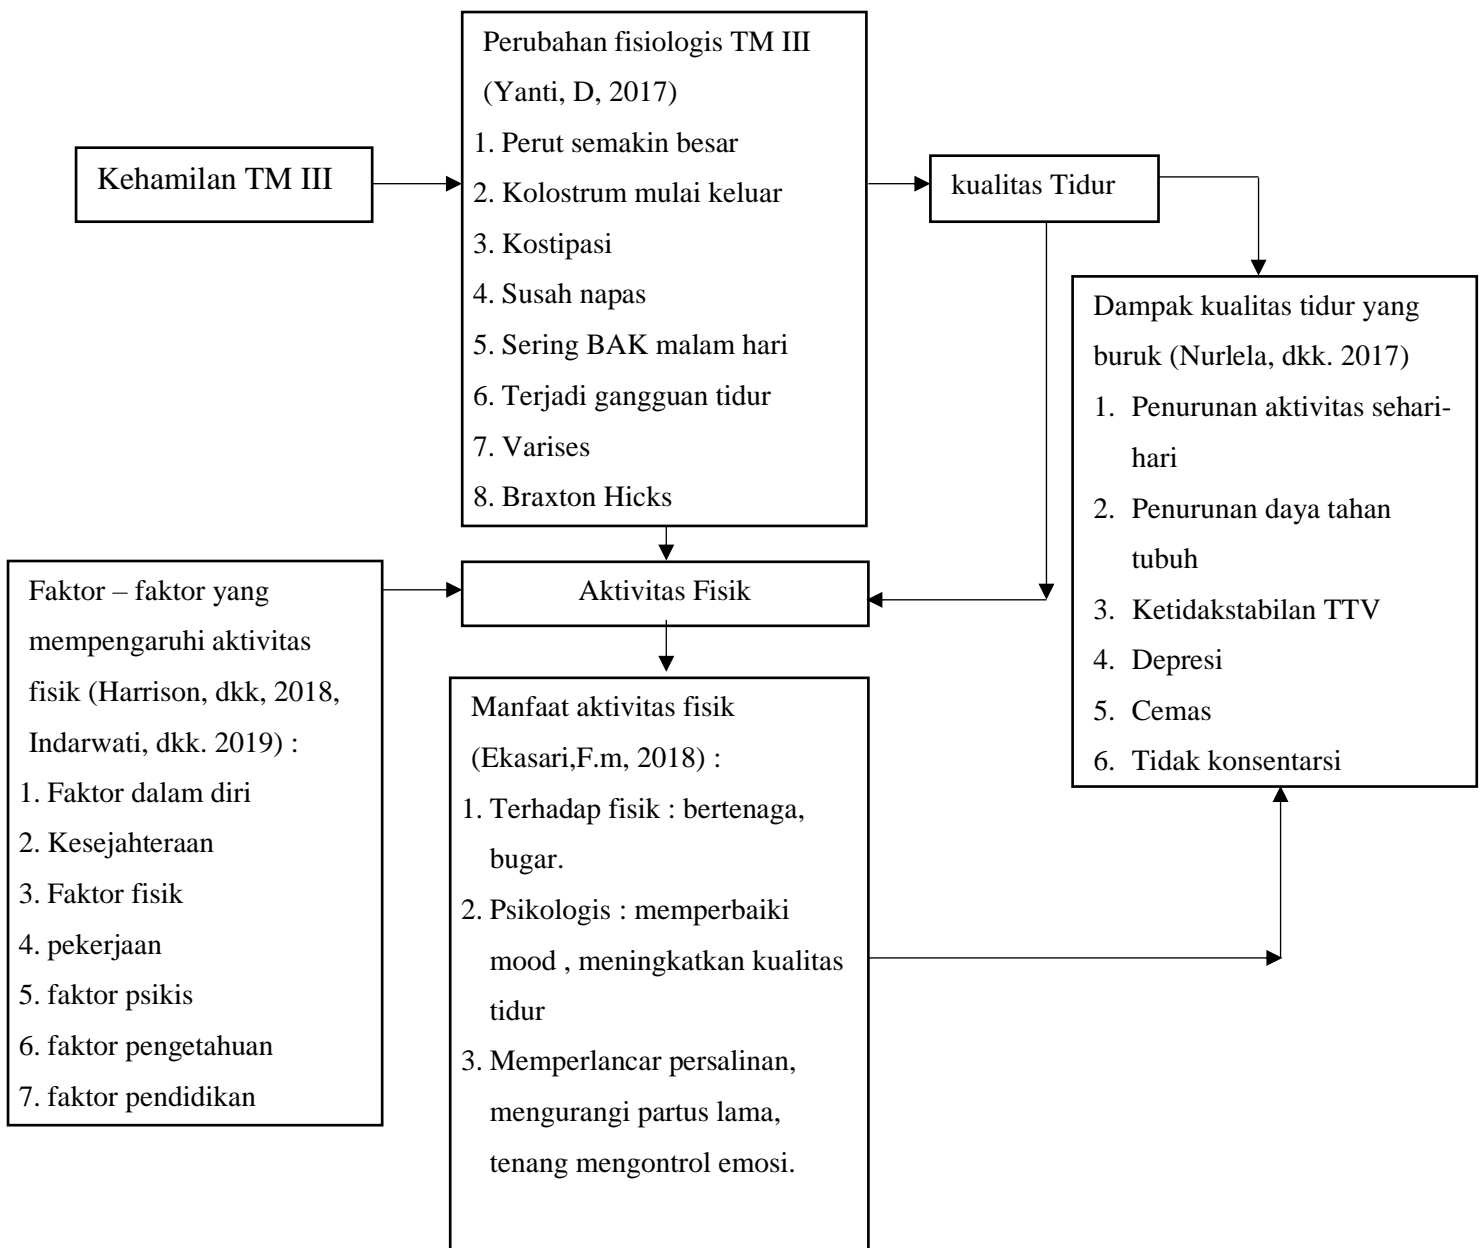 Kehamilan TM III
Perubahan fisiologis TM III
(Yanti, D, 2017)
1. Perut semakin besar
2. Kolostrum mulai keluar
3. Kostipasi
4. Susah napas
5. Sering BAK malam hari
6. Terjadi gangguan tidur
7. Varises
8. Braxton Hicks
kualitas Tidur
Dampak kualitas tidur yang
buruk (Nurlela, dkk. 2017)
1. Penurunan aktivitas sehari-
hari
2. Penurunan daya tahan
tubuh
3. Ketidakstabilan TTV
4. Depresi
5. Cemas
6. Tidak konsentarsi
Faktor – faktor yang
mempengaruhi aktivitas
fisik (Harrison, dkk, 2018,
Indarwati, dkk. 2019) :
1. Faktor dalam diri
2. Kesejahteraan
3. Faktor fisik
4. pekerjaan
5. faktor psikis
6. faktor pengetahuan
7. faktor pendidikan
Aktivitas Fisik
Manfaat aktivitas fisik
(Ekasari,F.m, 2018) :
1. Terhadap fisik : bertenaga,
bugar.
2. Psikologis : memperbaiki
mood , meningkatkan kualitas
tidur
3. Memperlancar persalinan,
mengurangi partus lama,
tenang mengontrol emosi.